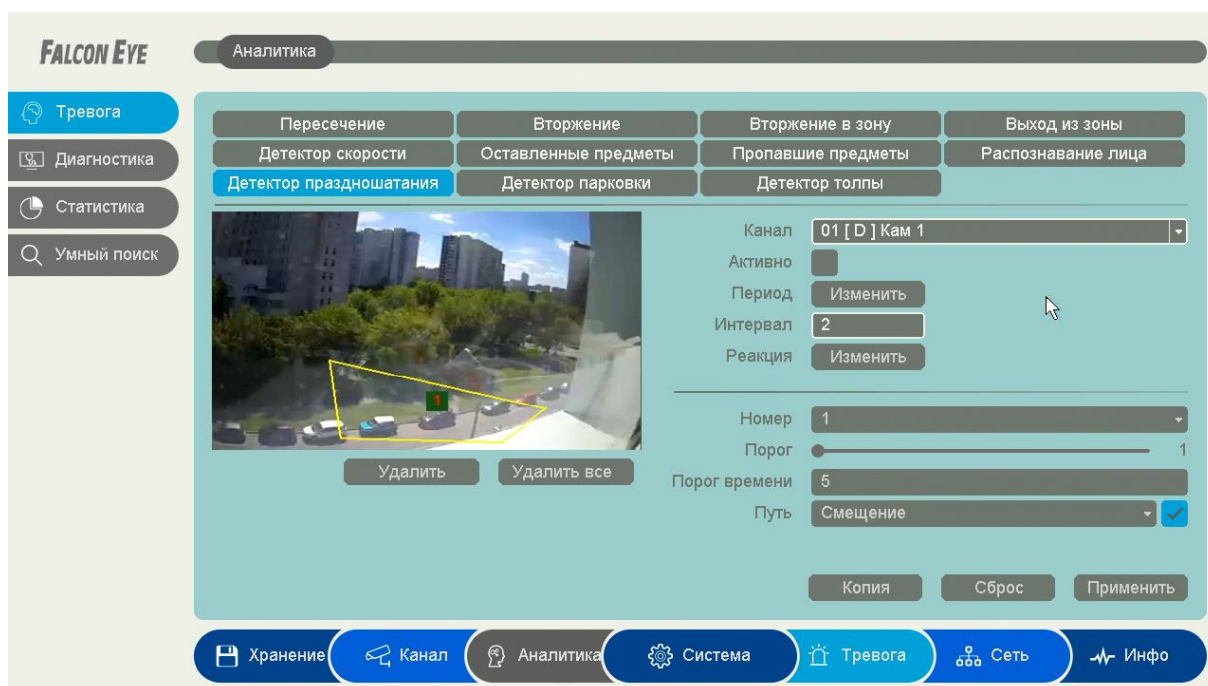 FALCON EYE
Аналитика
Тревога
Диагностика
Статистика
Умный поиск
Пересечение Вторжение Вторжение в зону Выход из зоны
Детектор скорости Оставленные предметы Пропавшие предметы Распознавание лица
Детектор праздношатания Детектор парковки Детектор толпы
1
Удалить Удалить все
Канал 01 [ D ] Кам 1
Активно
Период Изменить
Интервал 2
Реакция Изменить
Номер 1
Порог 1
Порог времени 5
Путь Смещение
Копия Сброс Применить
Хранение Канал Аналитика Система Тревога Сеть Инфо